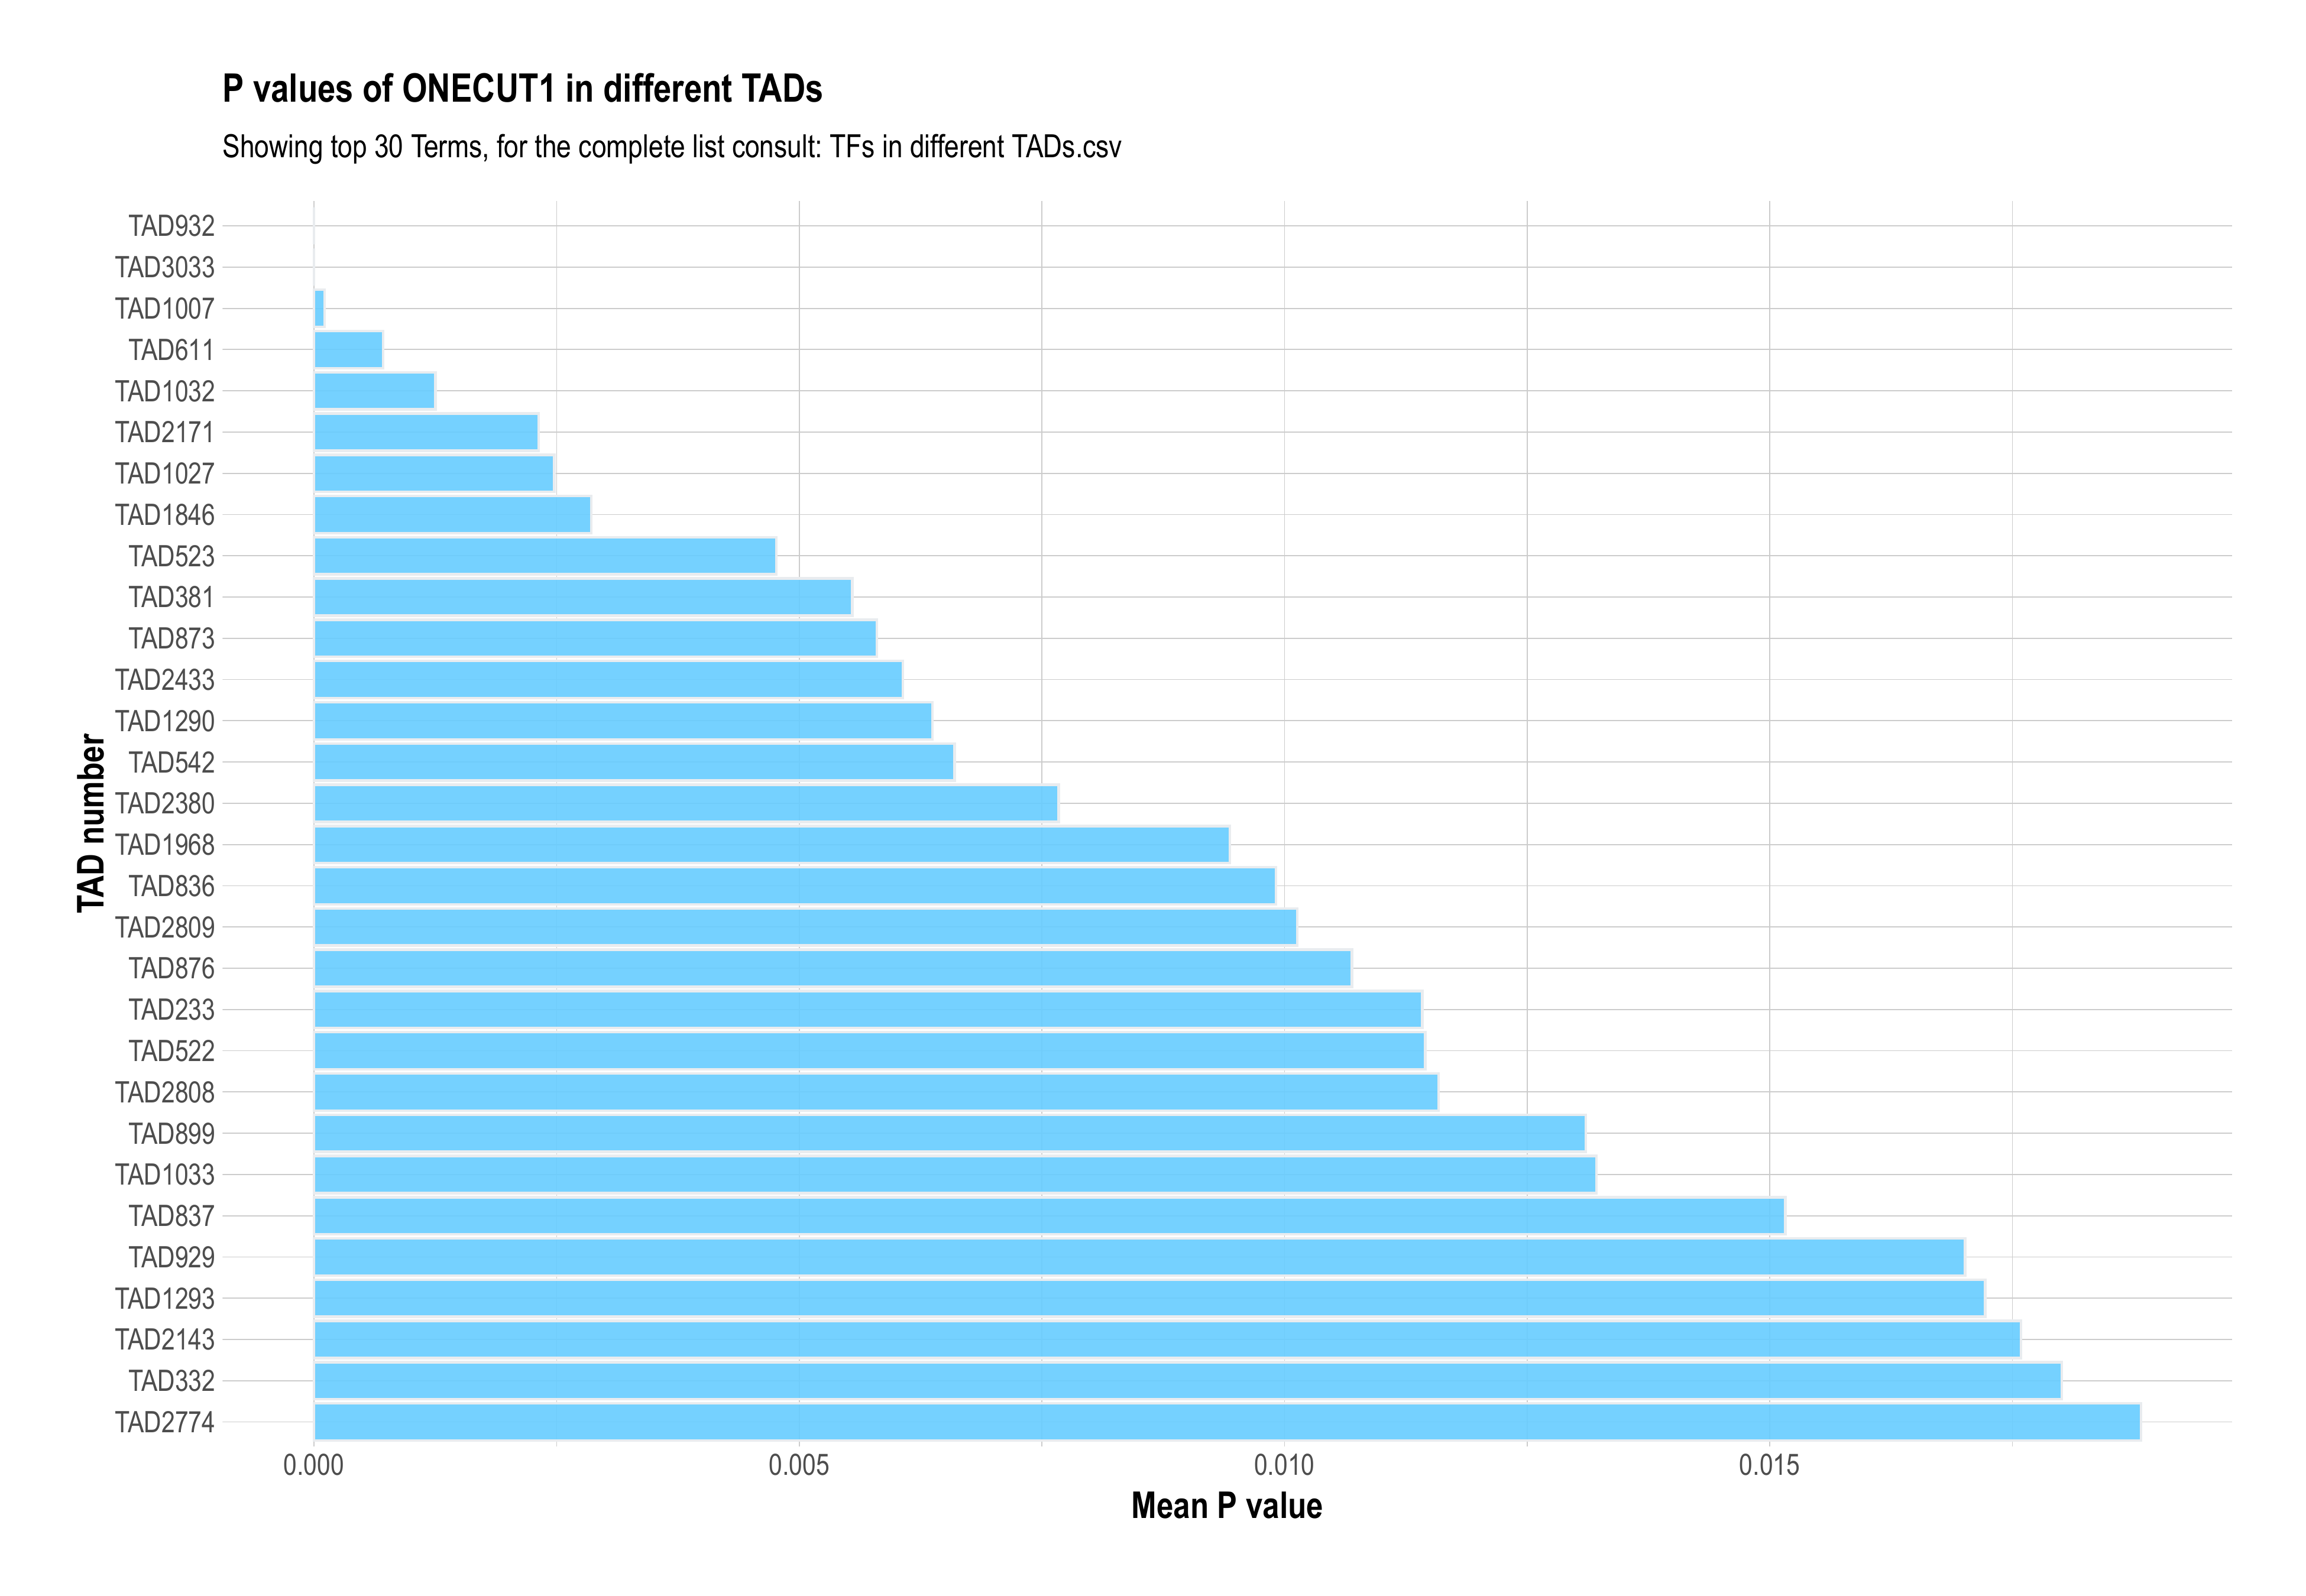 P values of ONECUT1 in different TADs
Showing top 30 Terms, for the complete list consult: TFs in different TADs.csv
TAD number
TAD932
TAD3033
TAD1007
TAD611
TAD1032
TAD2171
TAD1027
TAD1846
TAD523
TAD381
TAD873
TAD2433
TAD1290
TAD542
TAD2380
TAD1968
TAD836
TAD2809
TAD876
TAD233
TAD522
TAD2808
TAD899
TAD1033
TAD837
TAD929
TAD1293
TAD2143
TAD332
TAD2774
0.000 0.005 0.010 0.015
Mean P value